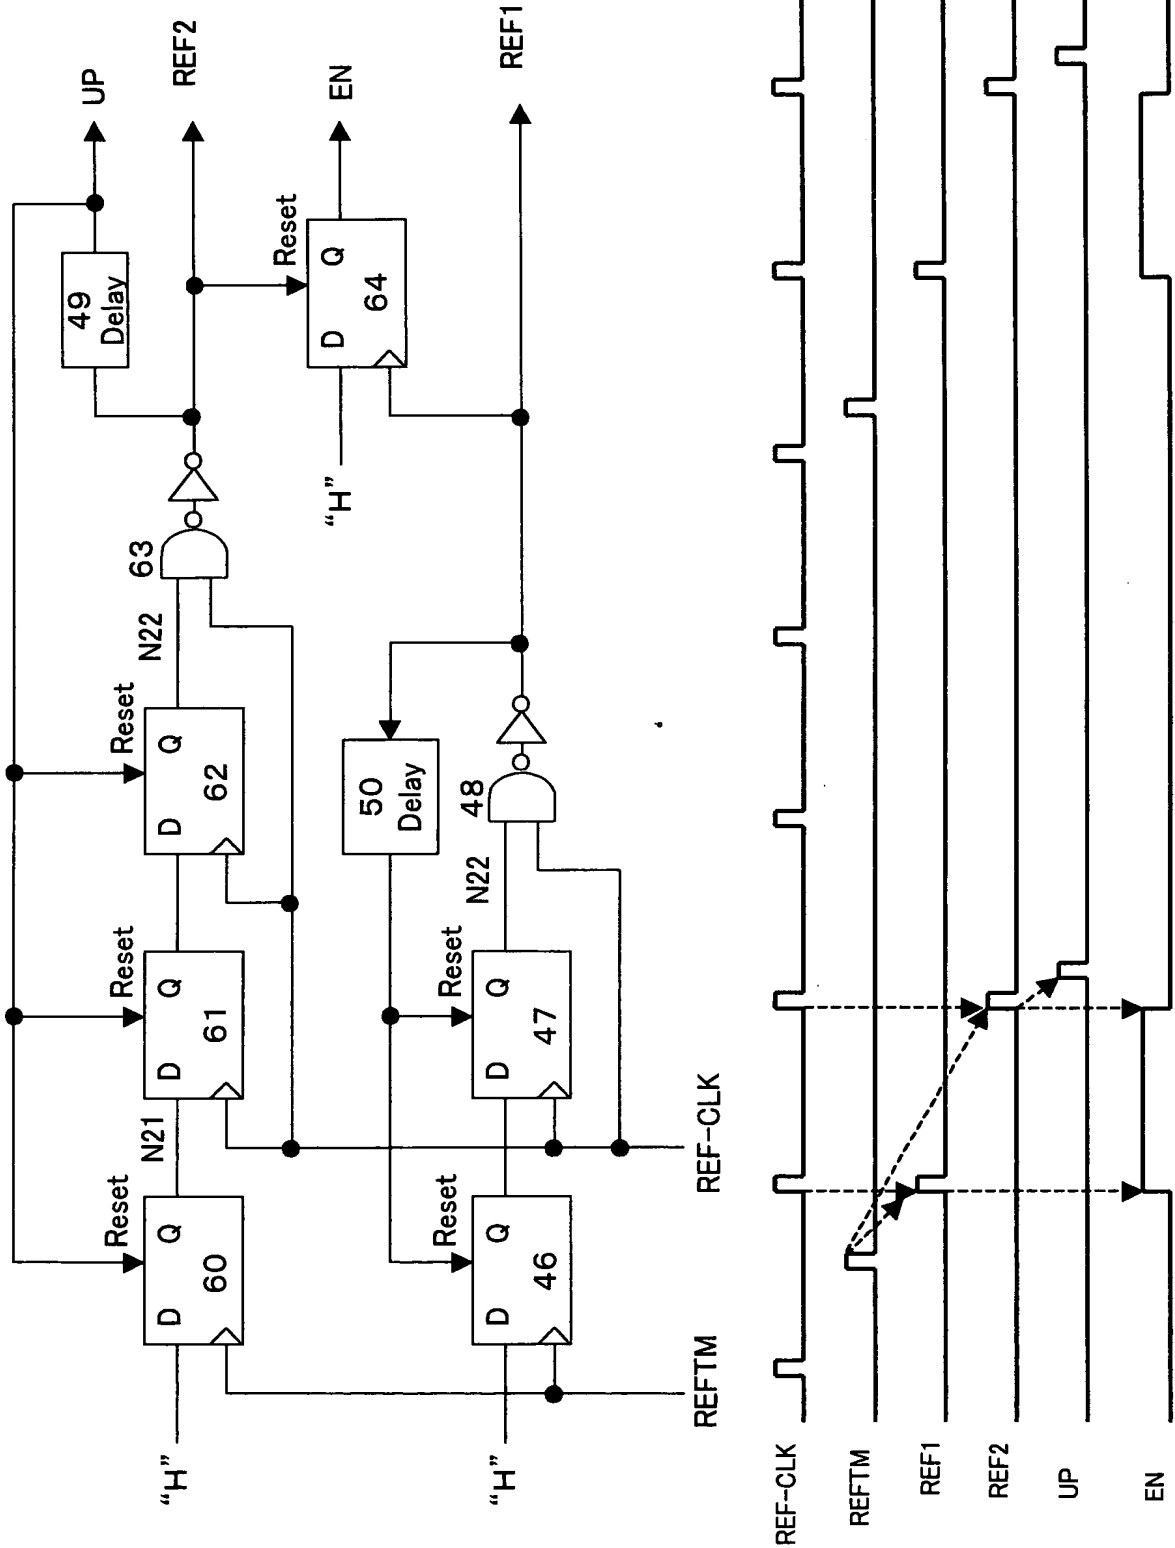 UP
REF2
EN
REF1
49
Delay
Reset
D
Q
64
"H"
63
N22
Reset
D
Q
62
50
Delay
48
N22
Reset
D
Q
61
Reset
D
Q
47
N21
REF-CLK
Reset
D
Q
60
Reset
D
Q
46
REFTM
"H"
"H"
REF-CLK
REFTM
REF1
REF2
UP
EN